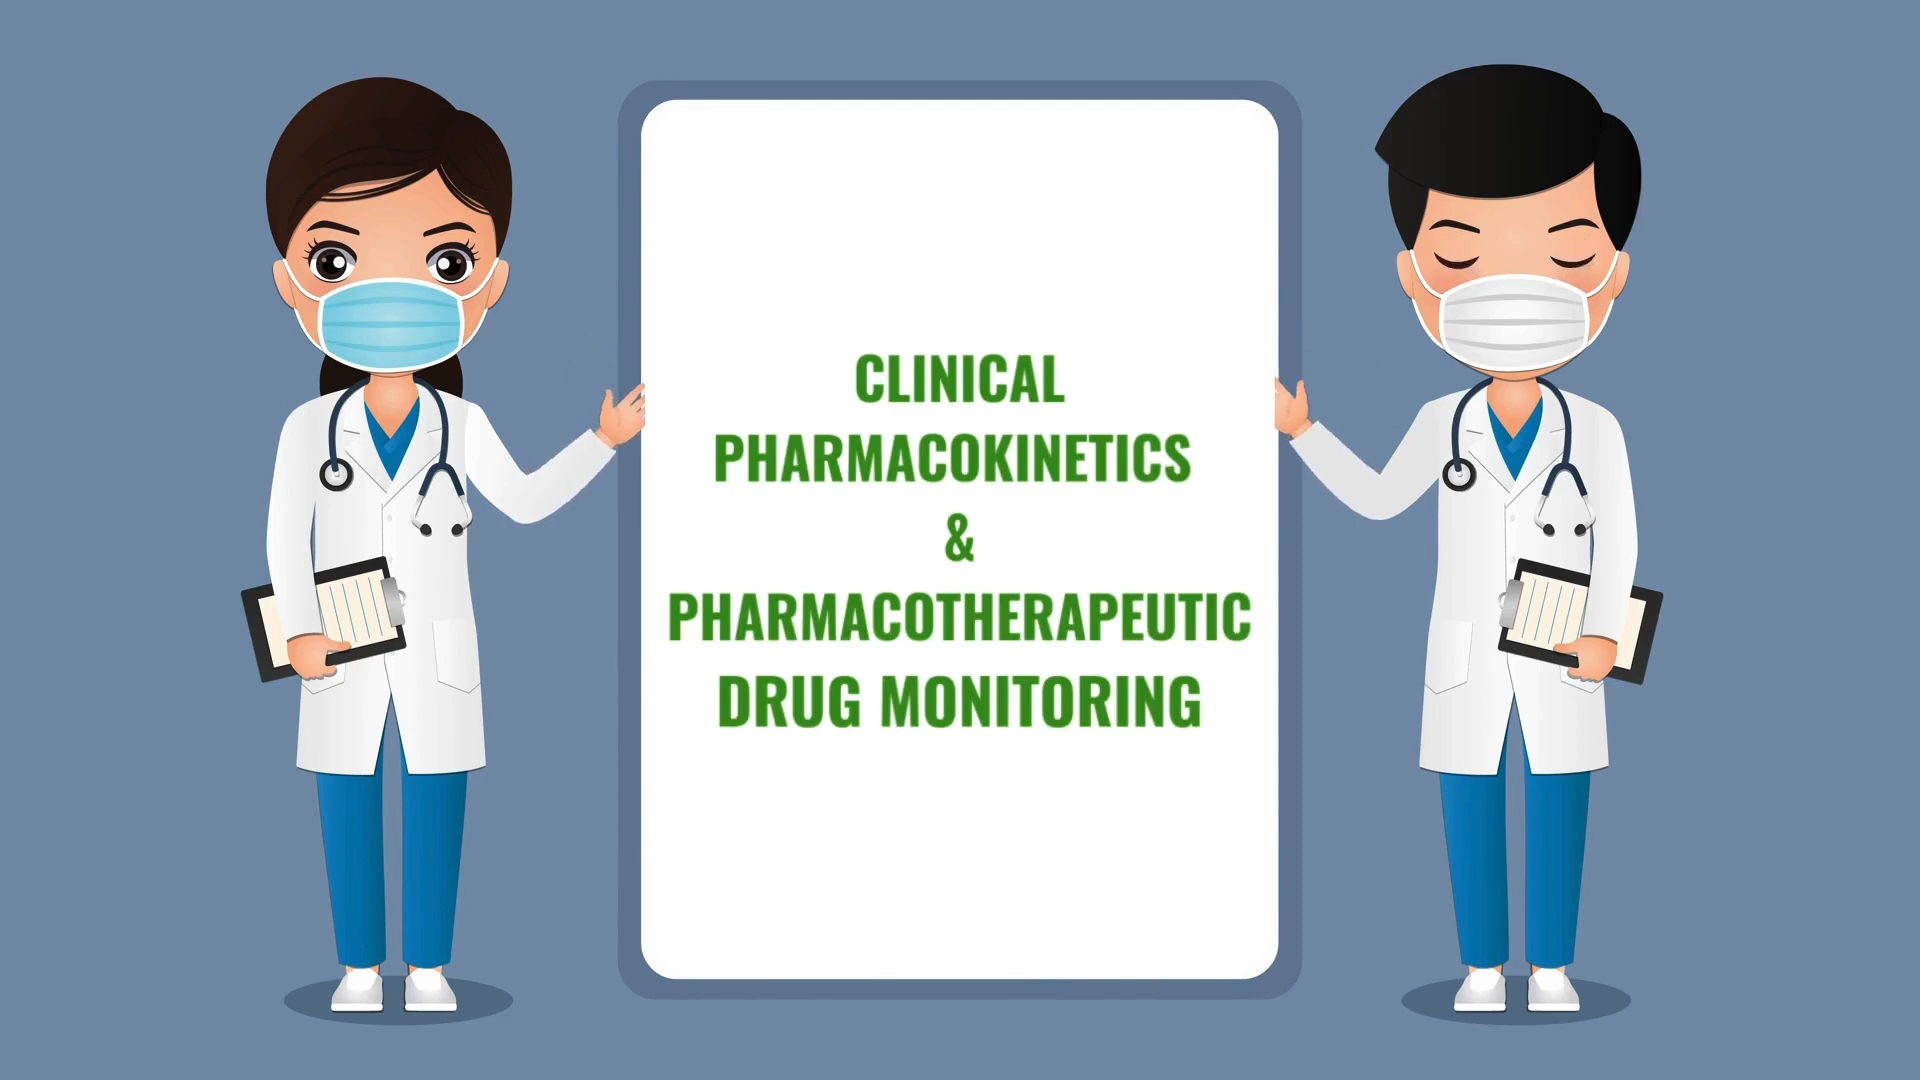 CLINICAL
PHARMACOKINETICS
&
PHARMACOTHERAPEUTIC
DRUG MONITORING